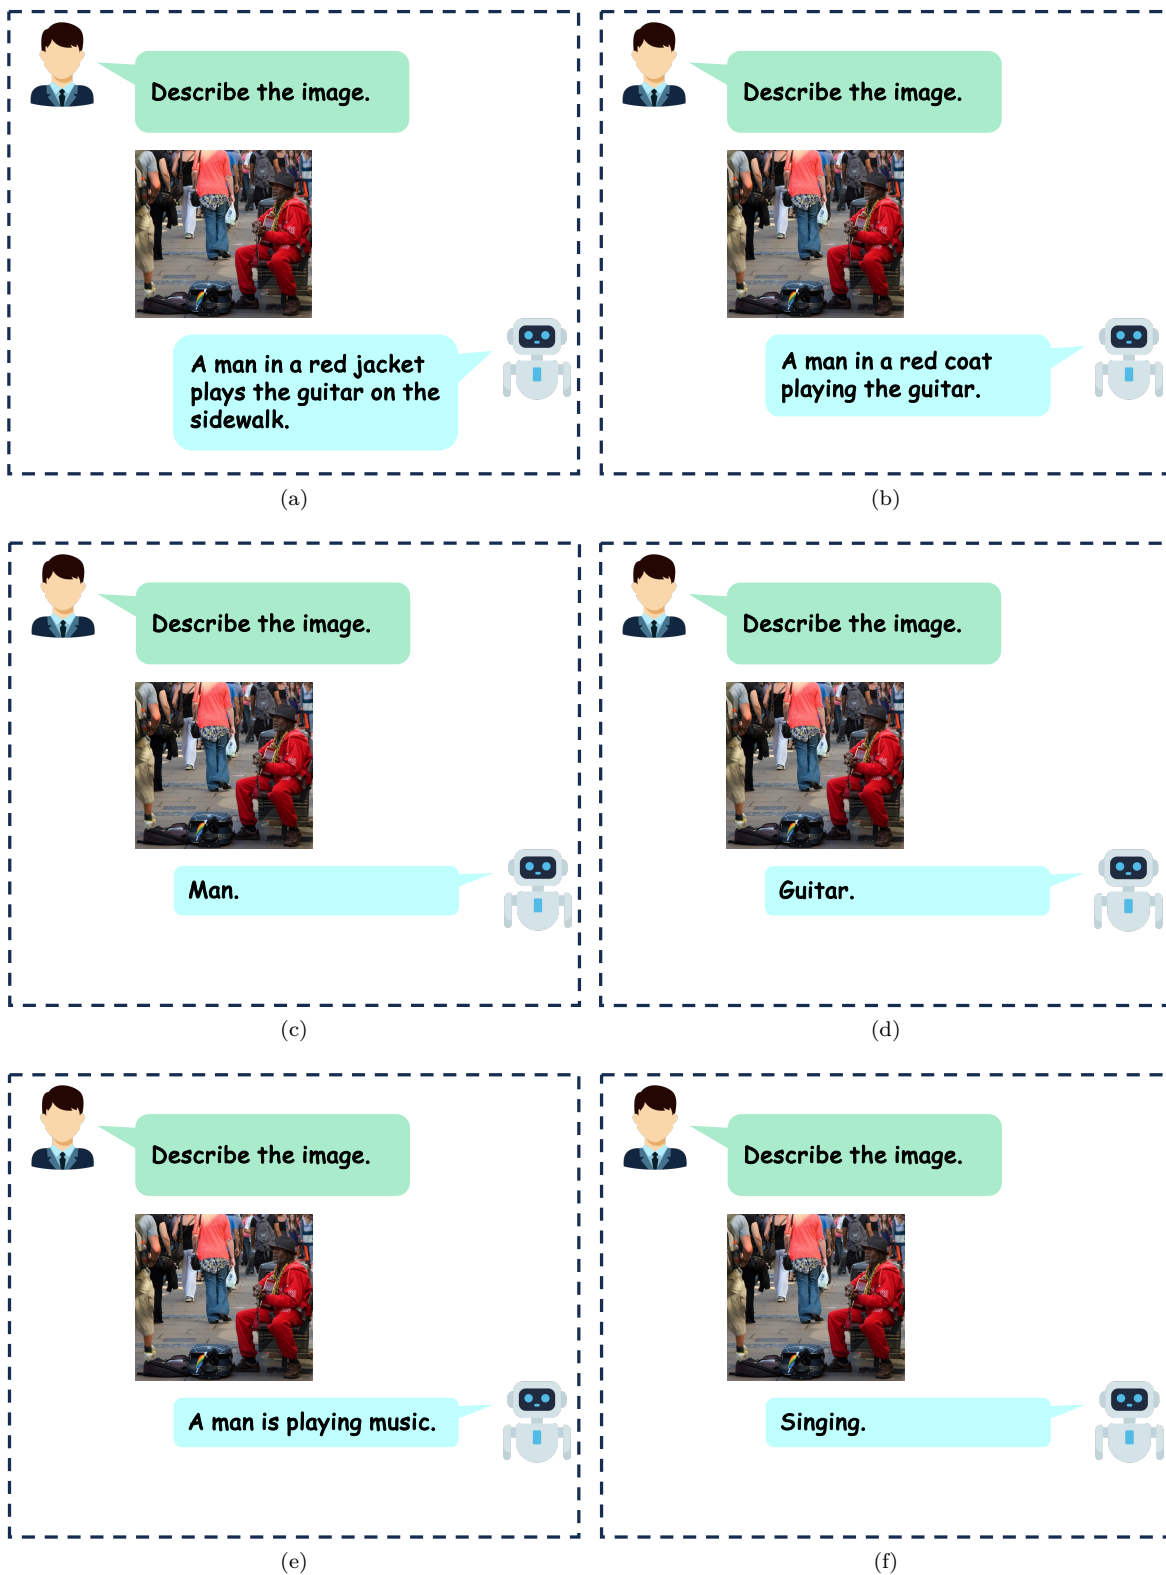 Describe the image.
A man in a red jacket
plays the guitar on the
sidewalk.
(a)
Describe the image.
A man in a red coat
playing the guitar.
(b)
Describe the image.
Man.
(c)
Describe the image.
Guitar.
(d)
Describe the image.
A man is playing music.
(e)
Describe the image.
Singing.
(f)